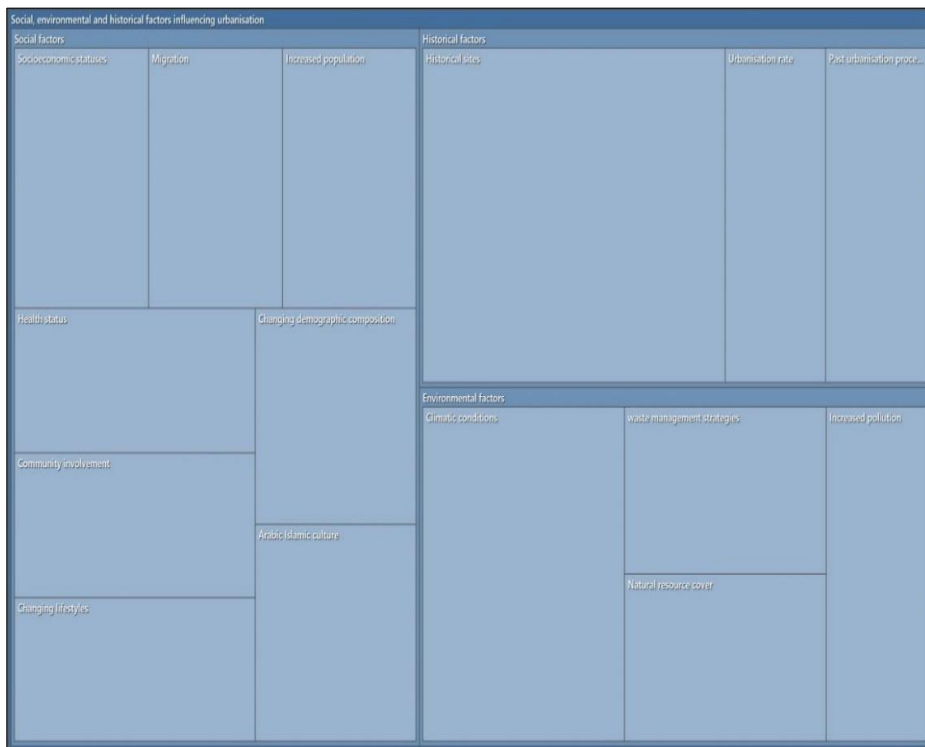 Social, environmental and historical factors influencing urbanisation
Social factors
Socioeconomic statuses
Migration
Increased population
Health status
Changing demographic composition
Community involvement
Arabic Islamic culture
Changing lifestyles
Historical factors
Historical sites
Urbanisation rate
Past urbanisation proce...
Environmental factors
Climatic conditions
waste management strategies
Increased pollution
Natural resource cover